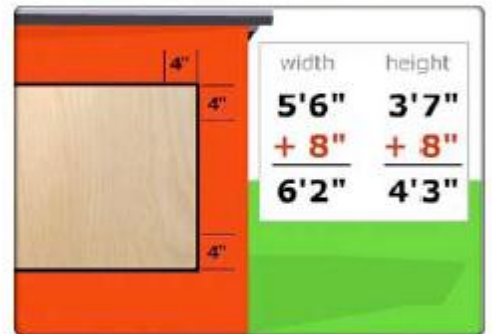 4"
4"
4"
width height
5'6" 3'7"
+ 8" + 8"
6'2" 4'3"